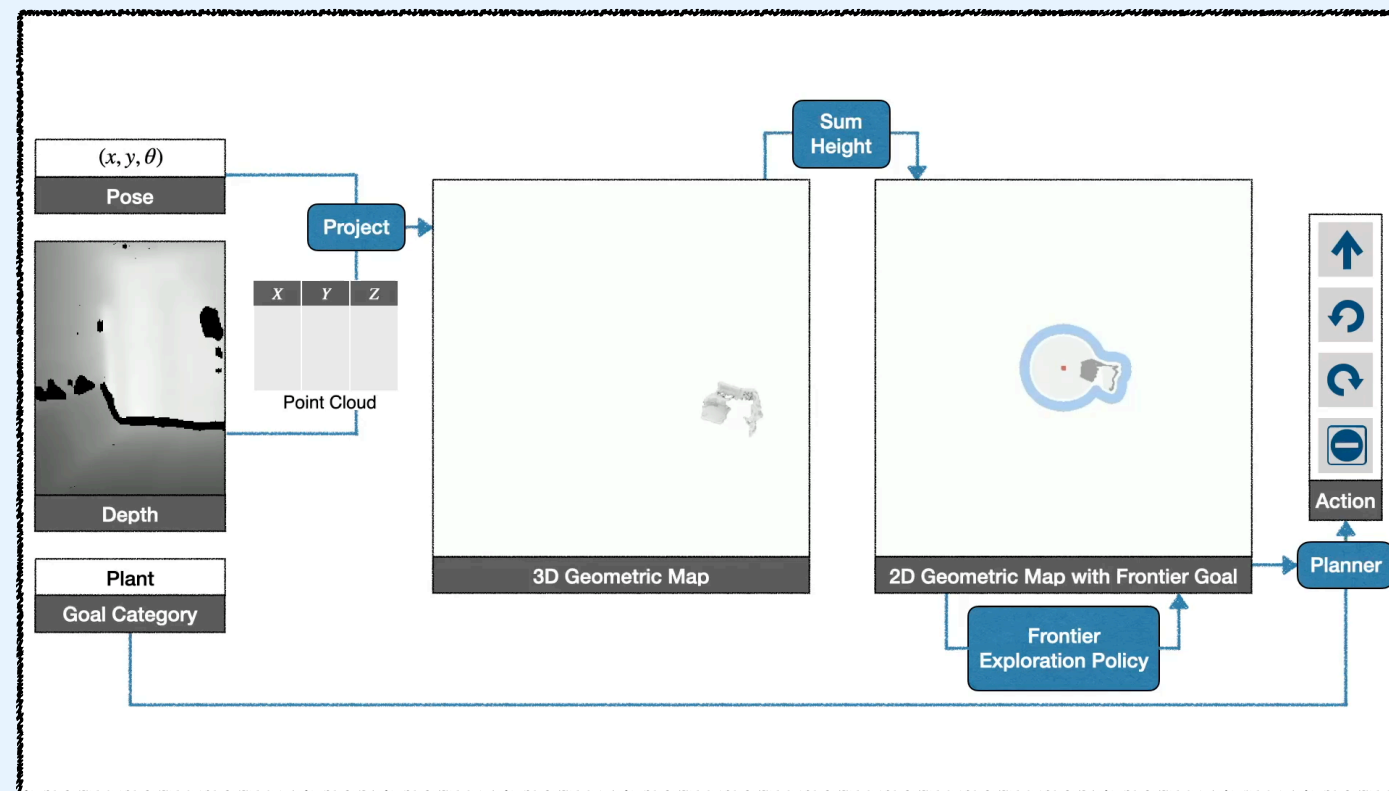 (x, y, θ)
Pose
Depth
Plant
Goal Category
Project
X Y Z
Point Cloud
3D Geometric Map
Sum
Height
2D Geometric Map with Frontier Goal
Frontier
Exploration Policy
Action
Planner